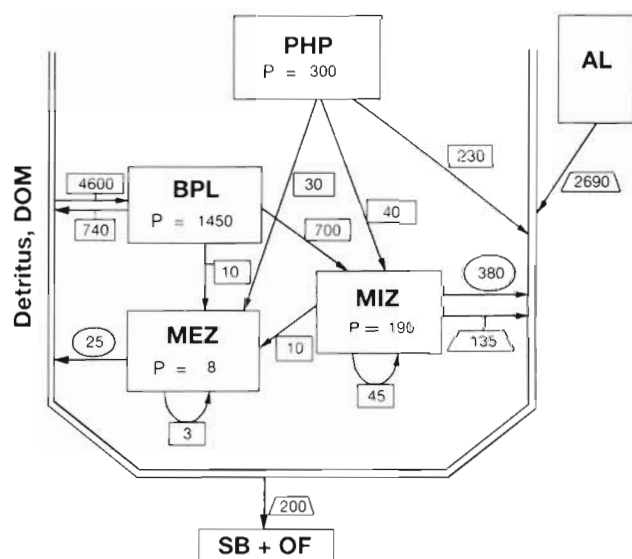 PHP
P = 300
AL
230
2690
4600
BPL
P = 1450
740
30
40
700
10
Detritus, DOM
MIZ
P = 190
380
135
MEZ
P = 8
25
10
45
3
200
SB + OF